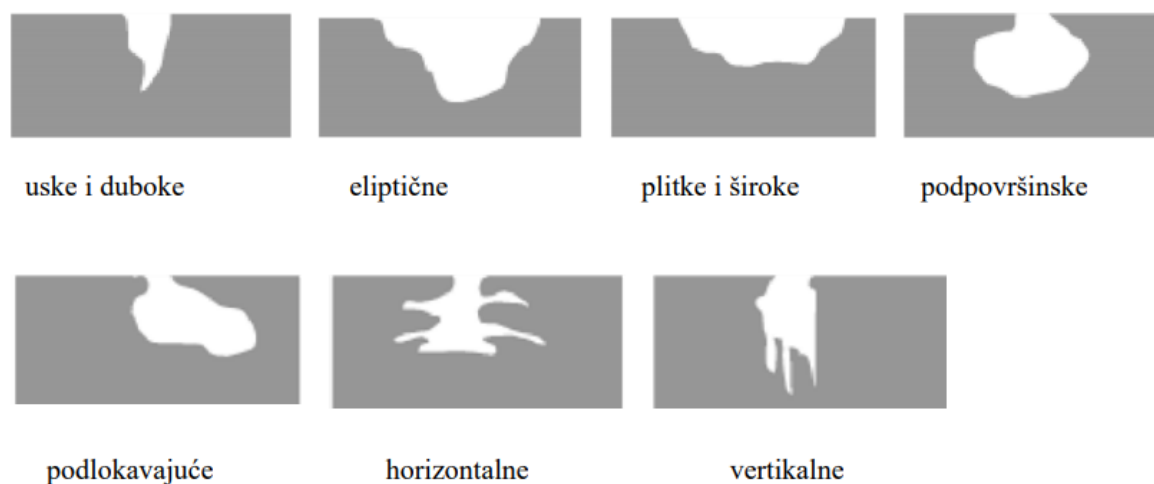 uske i duboke eliptične plitke i široke podpovršinske
podlokavajuće horizontalne vertikalne